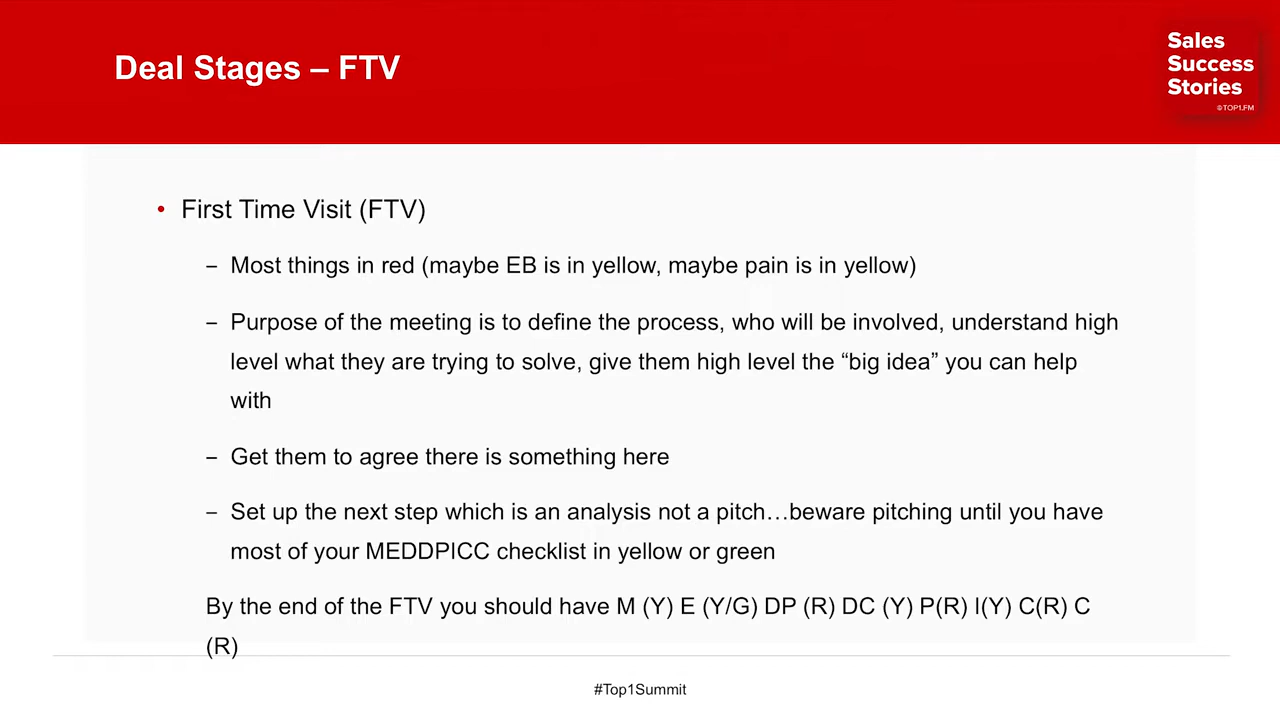 Deal Stages – FTV
Sales
Success
Stories
©TOP1.FM
• First Time Visit (FTV)
– Most things in red (maybe EB is in yellow, maybe pain is in yellow)
– Purpose of the meeting is to define the process, who will be involved, understand high
level what they are trying to solve, give them high level the “big idea” you can help
with
– Get them to agree there is something here
– Set up the next step which is an analysis not a pitch…beware pitching until you have
most of your MEDDPICC checklist in yellow or green
By the end of the FTV you should have M (Y) E (Y/G) DP (R) DC (Y) P(R) I(Y) C(R) C
(R)
#Top1Summit